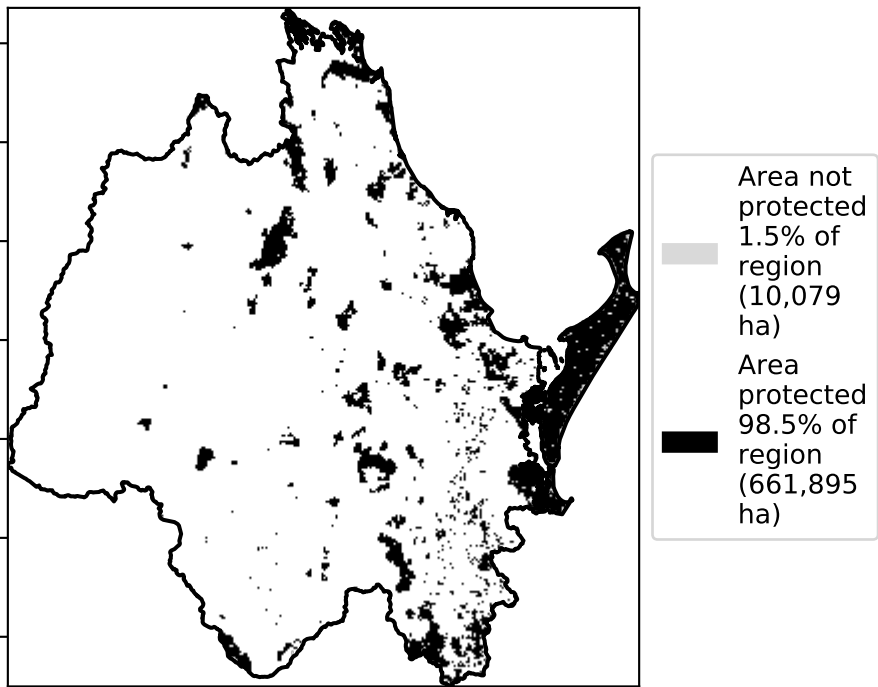 Area not
protected
1.5% of
region
(10,079
ha)
Area
protected
98.5% of
region
(661,895
ha)